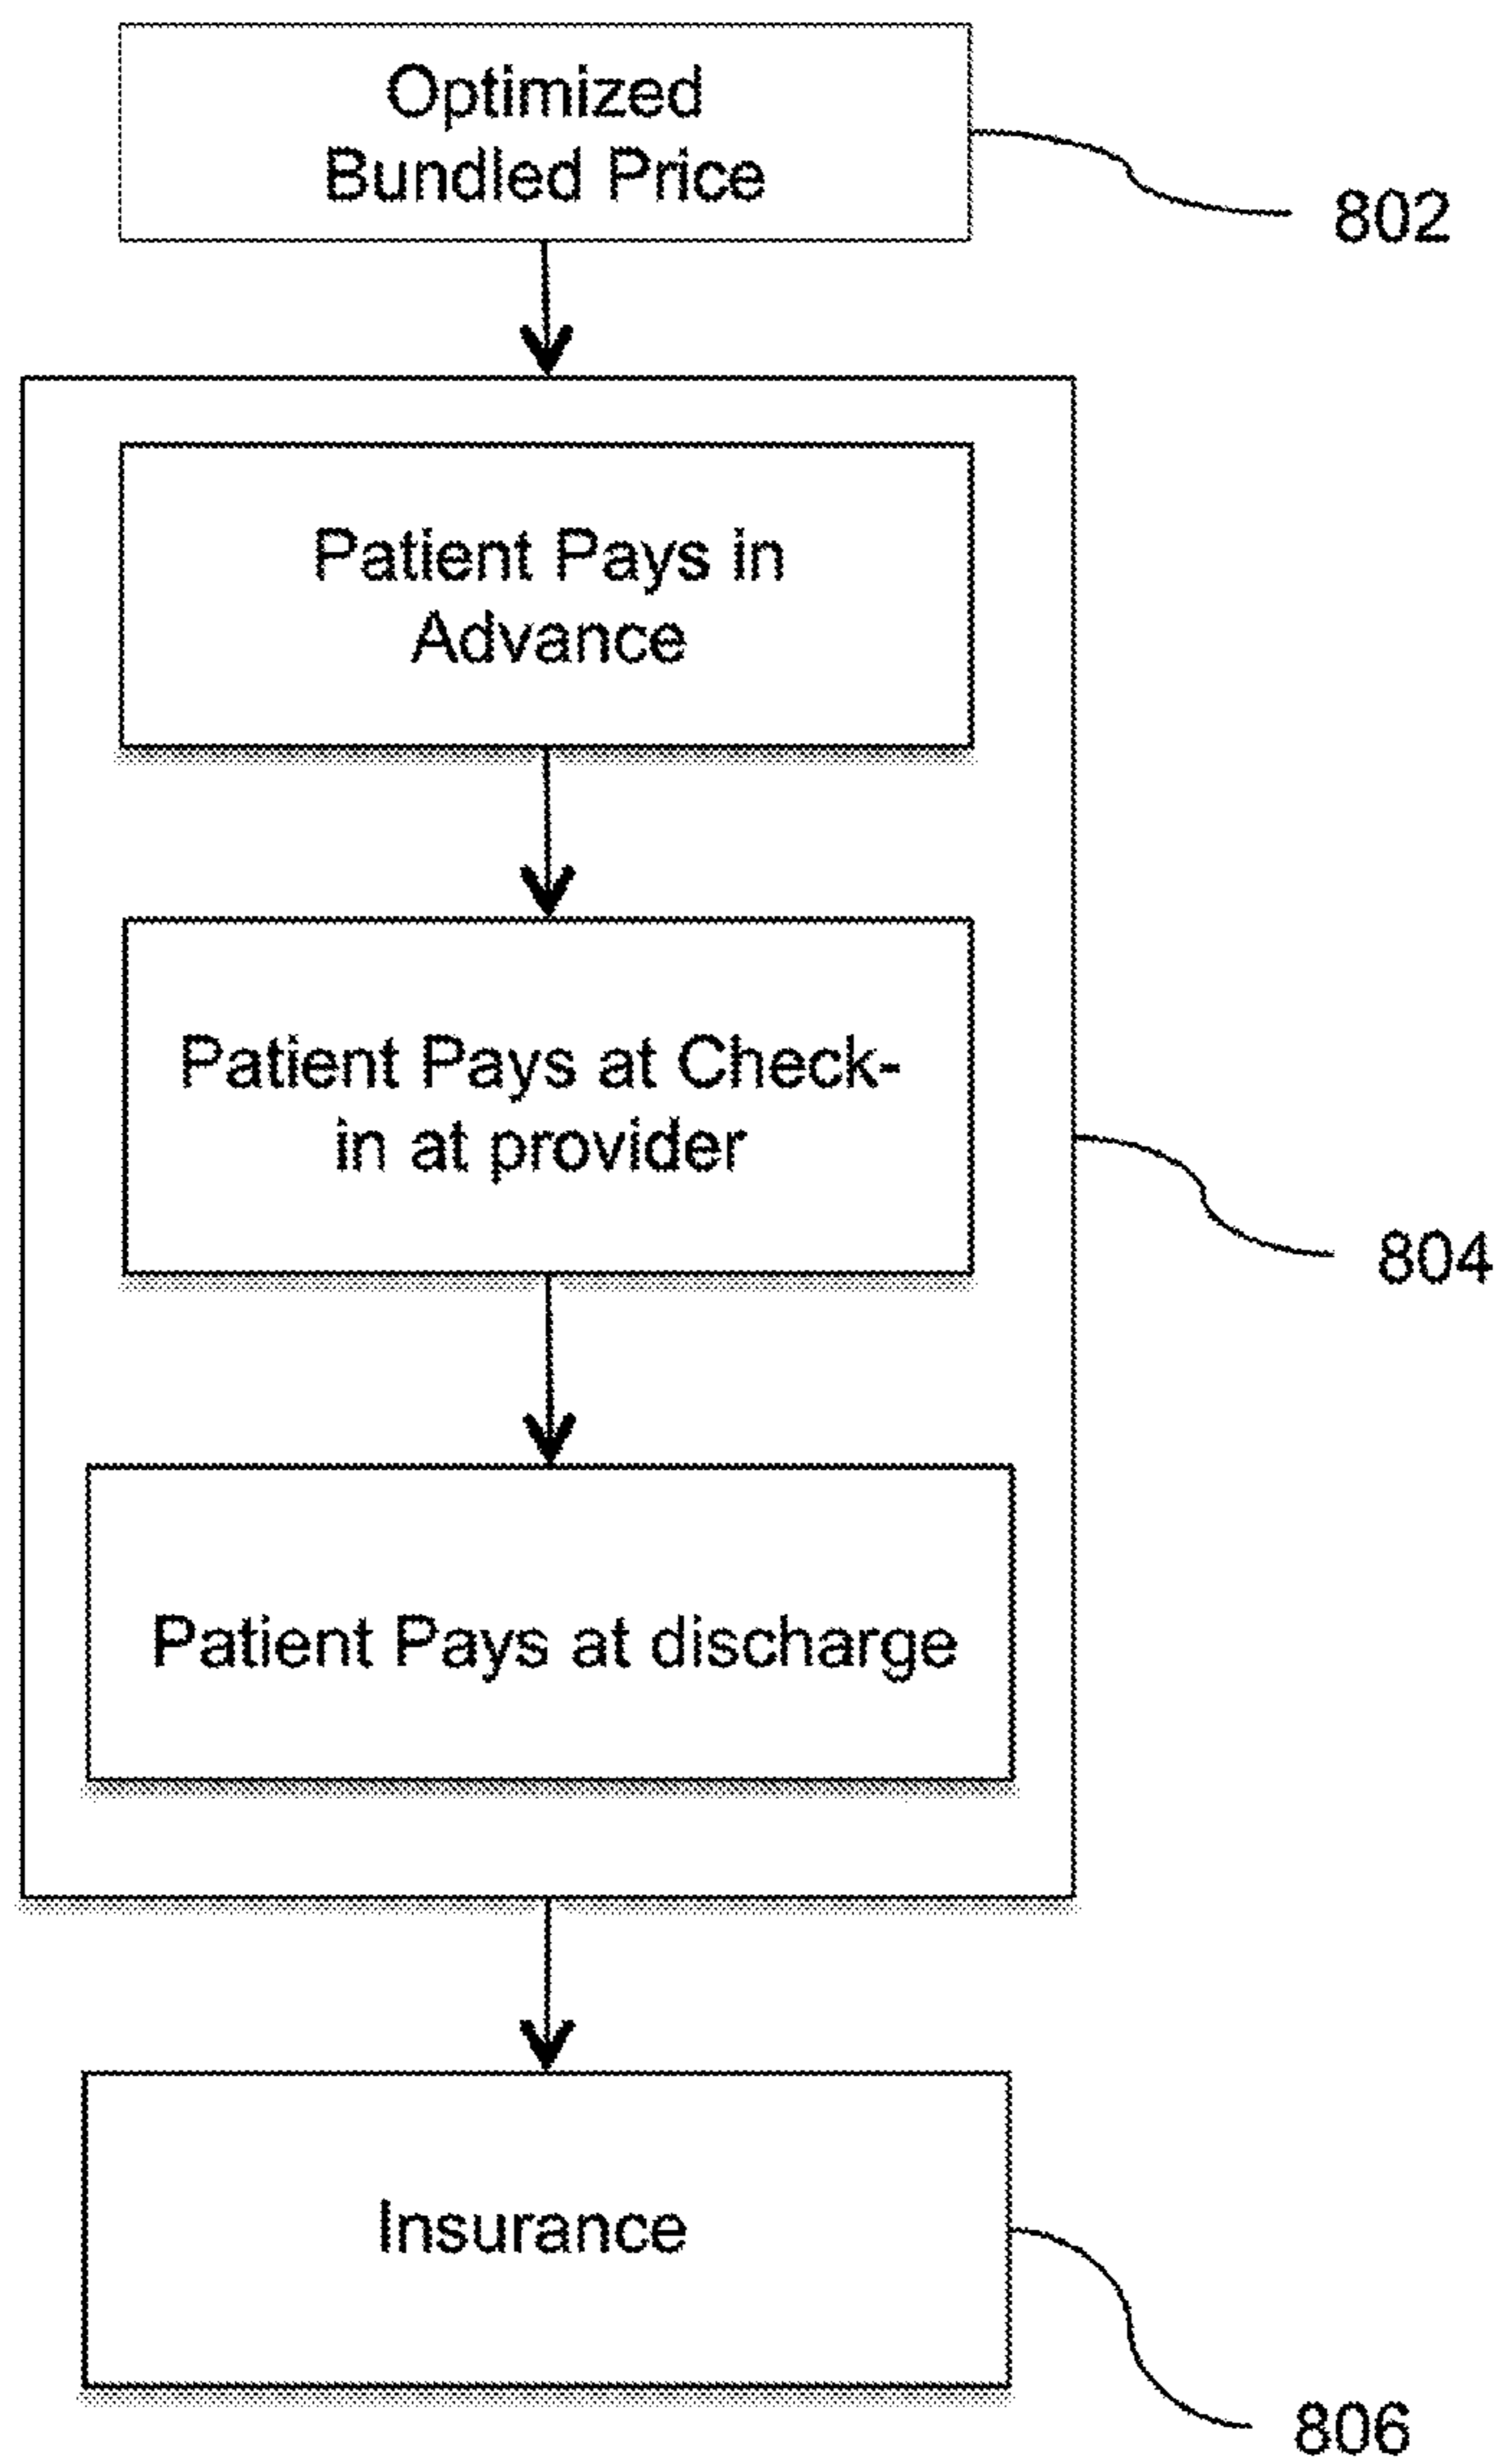 Optimized
Bundled Price
802
Patient Pays in
Advance
Patient Pays at Check-
in at provider
804
Patient Pays at discharge
Insurance
806